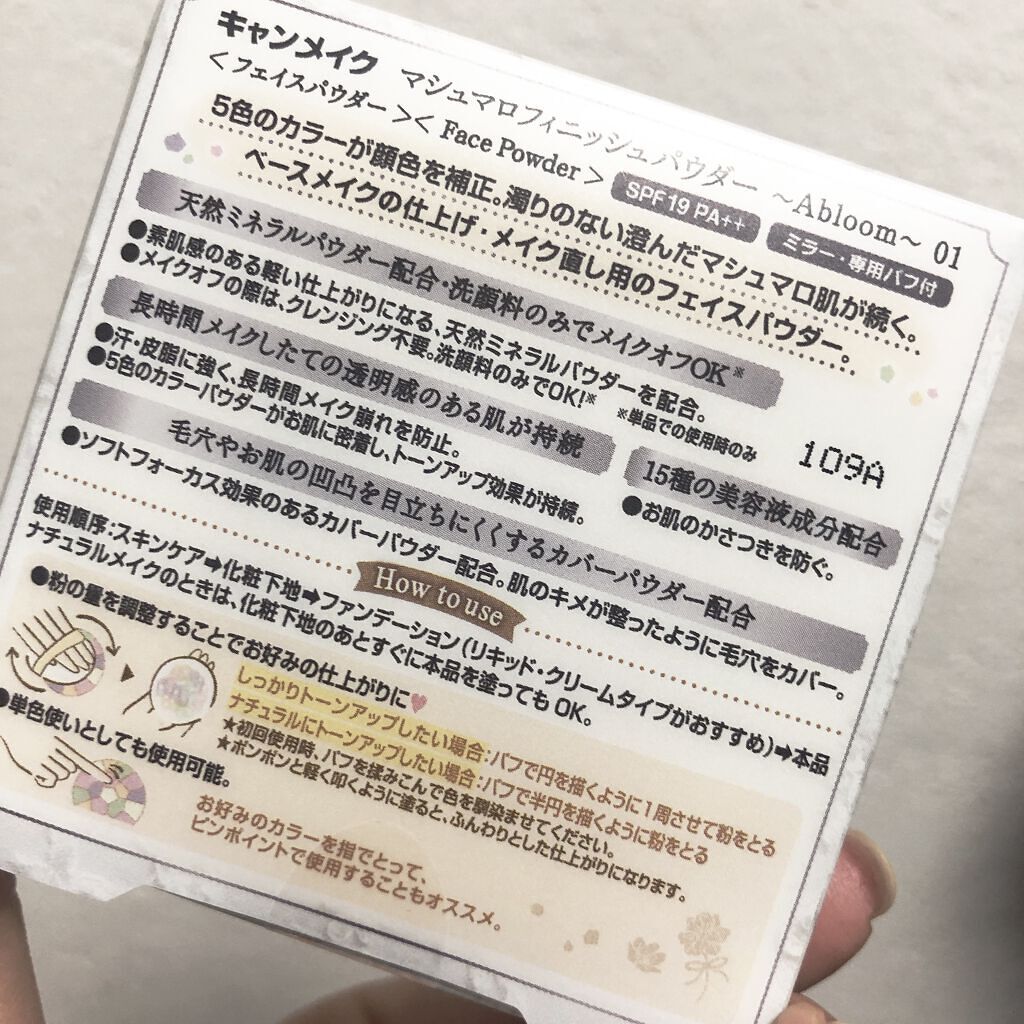 キャンメイク マシュマロフィニッシュパウダー ～Abloom～ 01
<フェイスパウダー><Face Powder> SPF19 PA++ ミラー・専用パフ付
5色のカラーが顔色を補正。濁りのない澄んだマシュマロ肌が続く。
ベースメイクの仕上げ・メイク直し用のフェイスパウダー。
天然ミネラルパウダー配合・洗顔料のみでメイクオフOK※
●素肌感のある軽い仕上がりになる、天然ミネラルパウダーを配合。
●メイクオフの際は、クレンジング不要。洗顔料のみでOK!※ ※単品での使用時のみ
109A
長時間メイクしたての透明感のある肌が持続
●汗・皮脂に強く、長時間メイク崩れを防止。
●5色のカラーパウダーがお肌に密着し、トーンアップ効果が持続。
15種の美容液成分配合
●お肌のかさつきを防ぐ。
毛穴やお肌の凹凸を目立ちにくくするカバーパウダー配合
●ソフトフォーカス効果のあるカバーパウダー配合。肌のキメが整ったように毛穴をカバー。
How to use
使用順序：スキンケア➡化粧下地➡ファンデーション(リキッド・クリームタイプがおすすめ)➡本品
ナチュラルメイクのときは、化粧下地のあとすぐに本品を塗ってもOK。
●粉の量を調整することでお好みの仕上がりに
しっかりトーンアップしたい場合：パフで円を描くように1周させて粉をとる
ナチュラルにトーンアップしたい場合：パフで半円を描くように粉をとる
★初回使用時、パフを揉みこんで色を馴染ませてください。
★ポンポンと軽く叩くように塗ると、ふんわりとした仕上がりになります。
●単色使いとしても使用可能。
お好みのカラーを指でとって、
ピンポイントで使用することもオススメ。